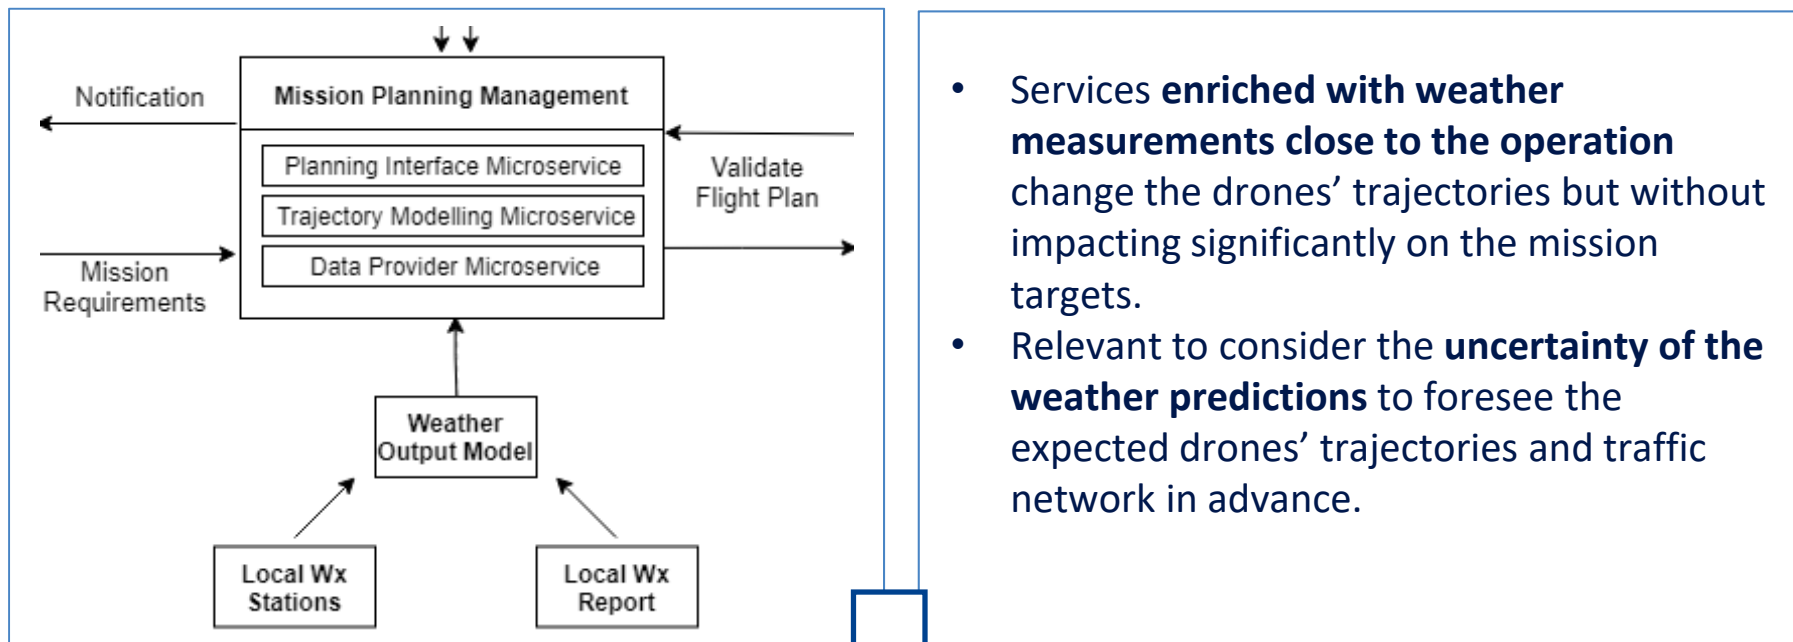 Notification
Mission Planning Management
Planning Interface Microservice
Trajectory Modelling Microservice
Data Provider Microservice
Validate
Flight Plan
Mission
Requirements
Weather
Output Model
Local Wx
Stations
Local Wx
Report
• Services enriched with weather
measurements close to the operation
change the drones’ trajectories but without
impacting significantly on the mission
targets.
• Relevant to consider the uncertainty of the
weather predictions to foresee the
expected drones’ trajectories and traffic
network in advance.